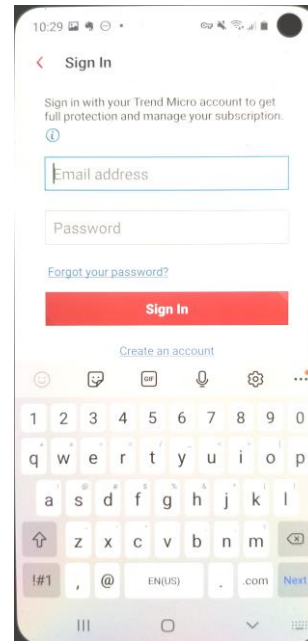 10:29
Sign In
Sign in with your Trend Micro account to get
full protection and manage your subscription.
Email address
Password
Forgot your password?
Sign In
Create an account
GIF
1 2 3 4 5 6 7 8 9 0
q w e r t y u i o p
a s d f g h j k l
z x c v b n m
!#1 , @ EN(US) . .com Next